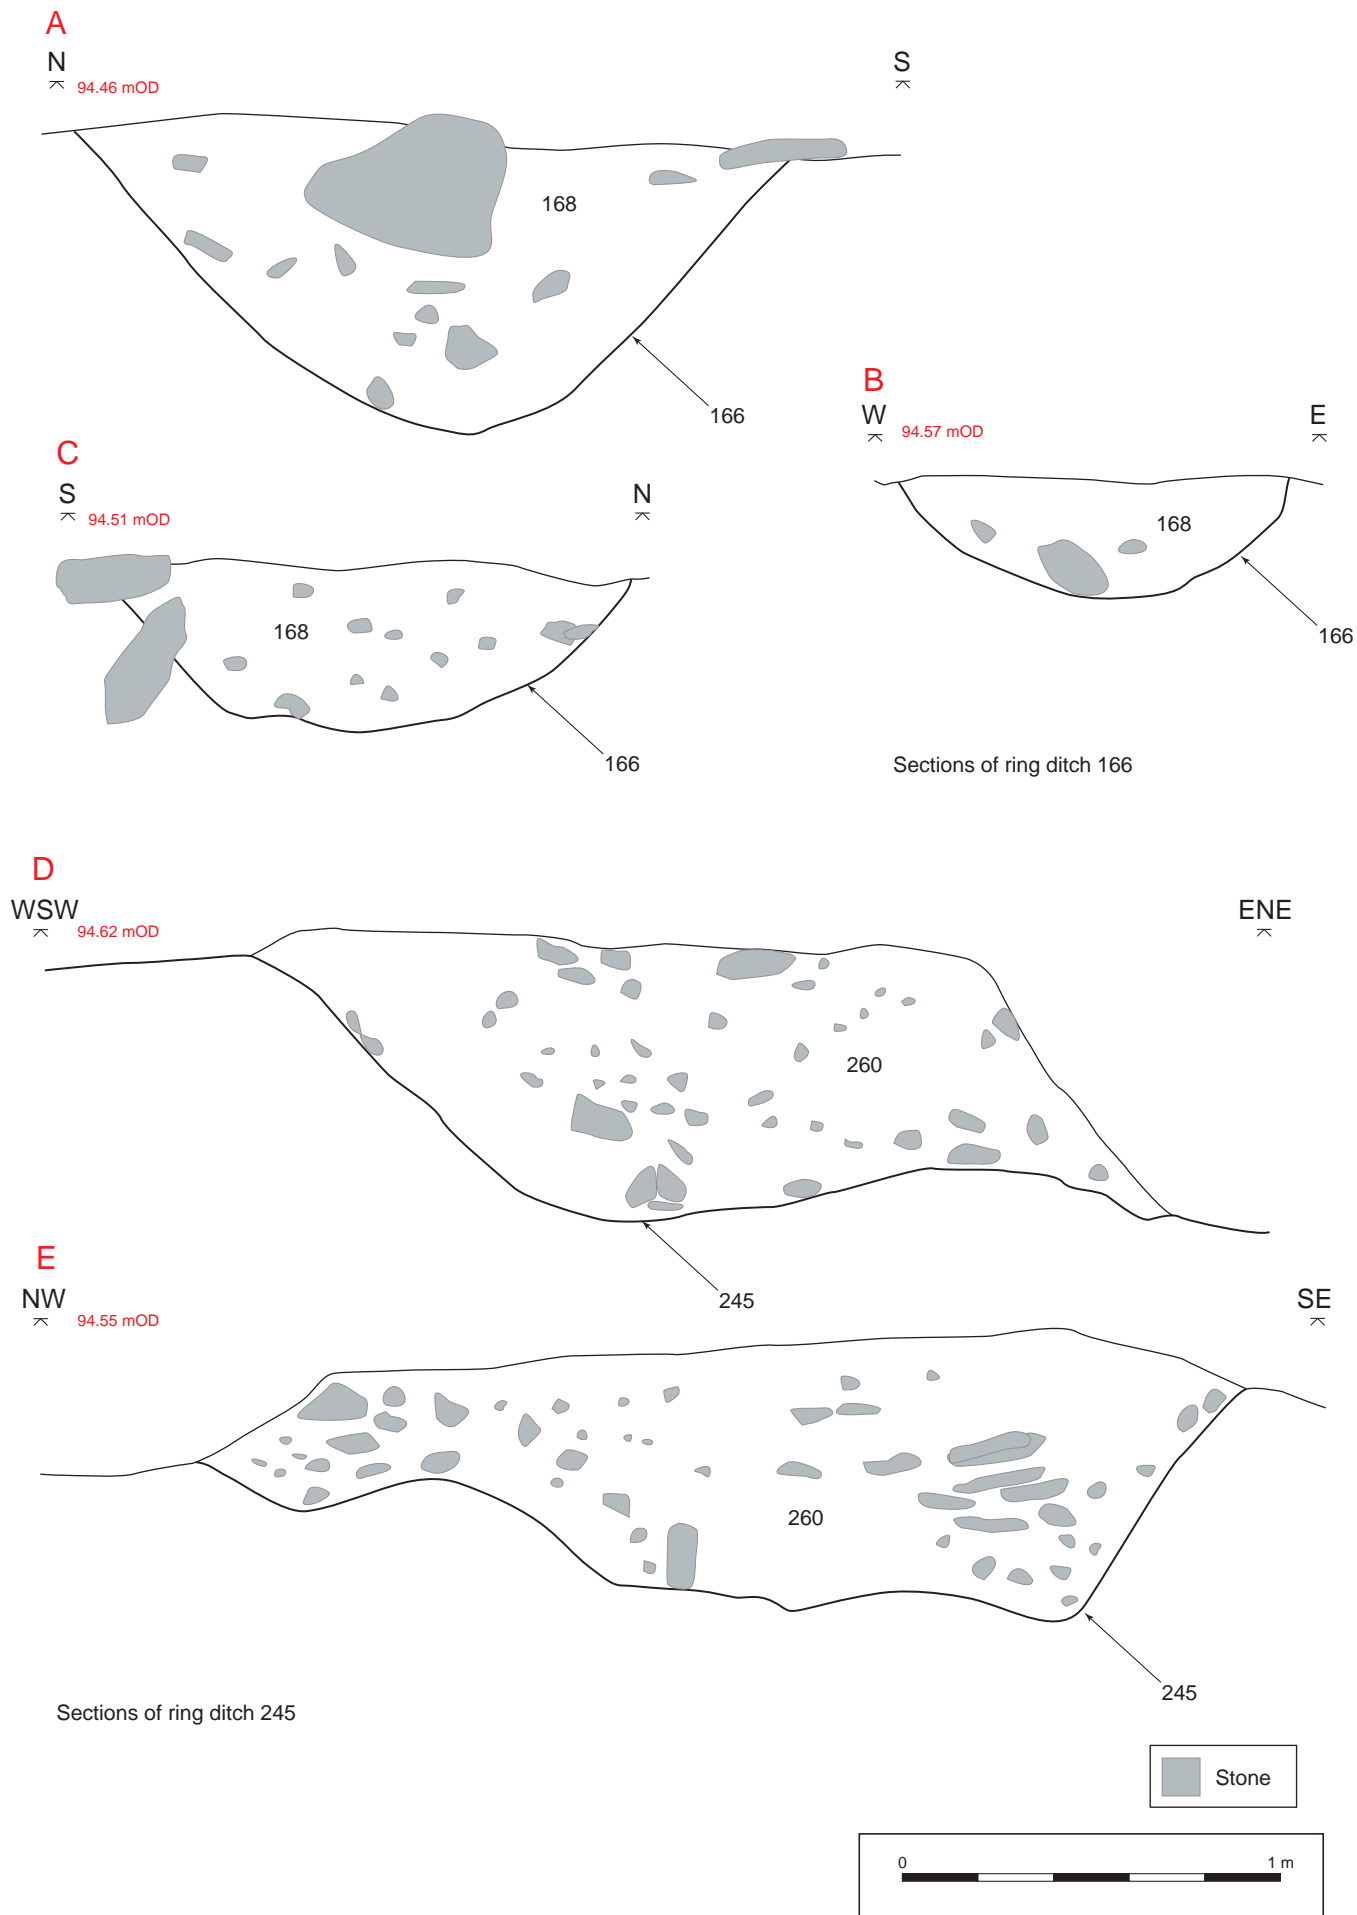 A
N
94.46 mOD
S
168
166
B
W
94.57 mOD
E
168
166
C
S
94.51 mOD
N
168
166
Sections of ring ditch 166
D
WSW
94.62 mOD
ENE
260
245
E
NW
94.55 mOD
SE
260
245
Sections of ring ditch 245
Stone
0 1 m